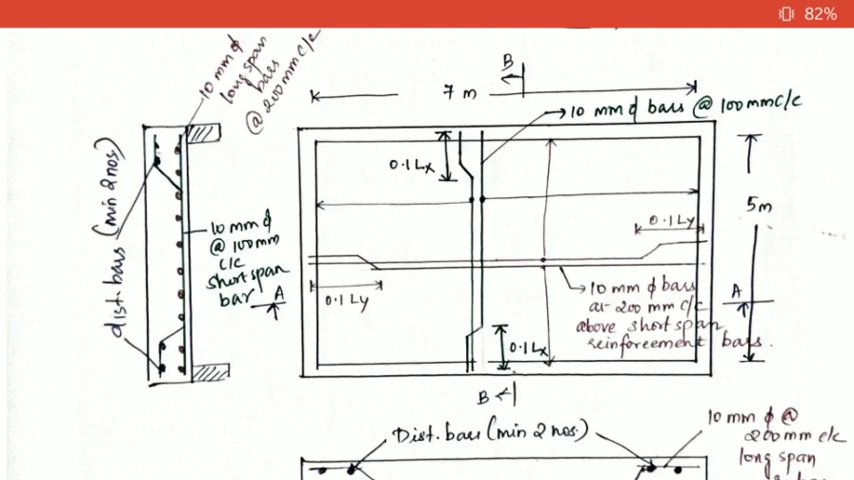 82%
10 mm ϕ
long span
bars
@ 200 mm c/c
B
7 m
10 mm ϕ bars @ 100 mm c/c
0.1 Lx
dist. bars (min 2 nos.)
5m
0.1 Ly
10 mm ϕ
@ 100 mm
c/c
short span
bar
A
0.1 Ly
10 mm ϕ bars
at 200 mm c/c
above short span
reinforeement bars.
A
0.1 Lx
B
Dist. bars (min 2 nos.)
10 mm ϕ @
200 mm c/c
long span